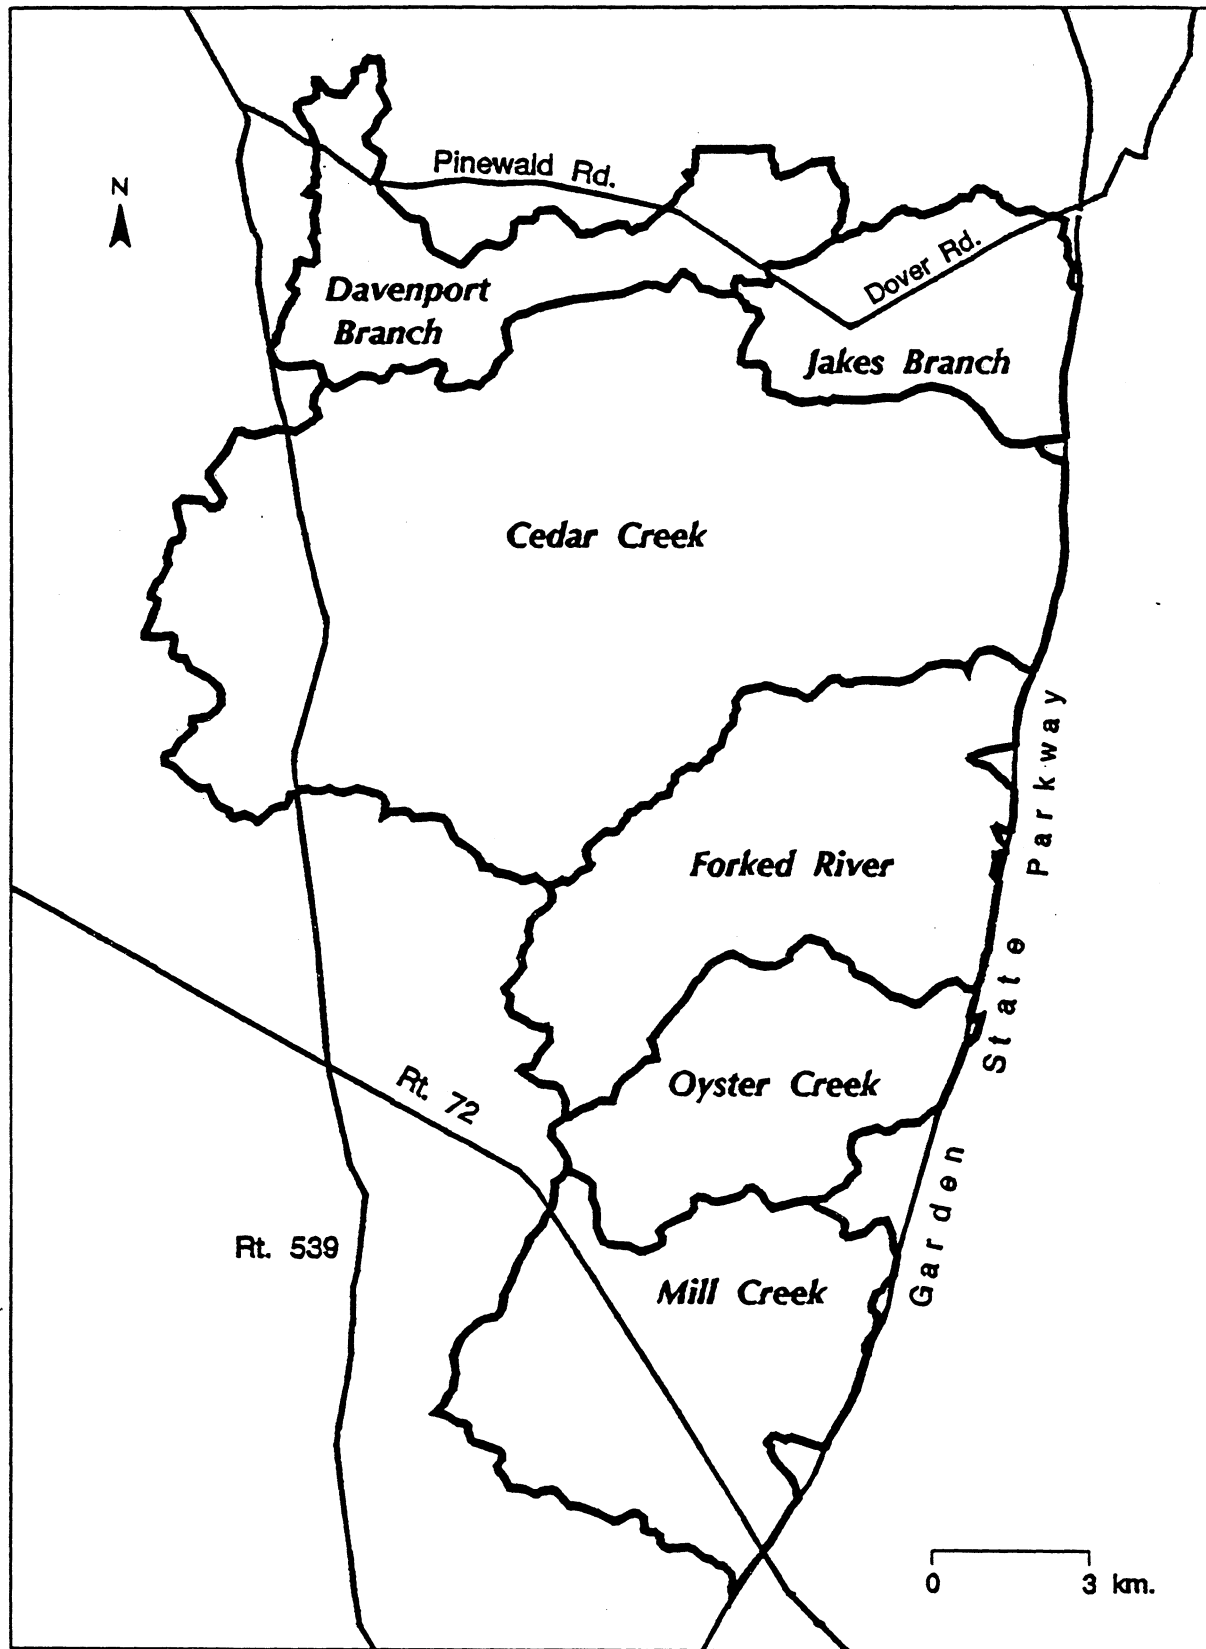 N
Pinewald Rd.
Dover Rd.
Davenport
Branch
Jakes Branch
Cedar Creek
Garden State Parkway
Forked River
Oyster Creek
Rt. 72
Rt. 539
Mill Creek
0 3 km.